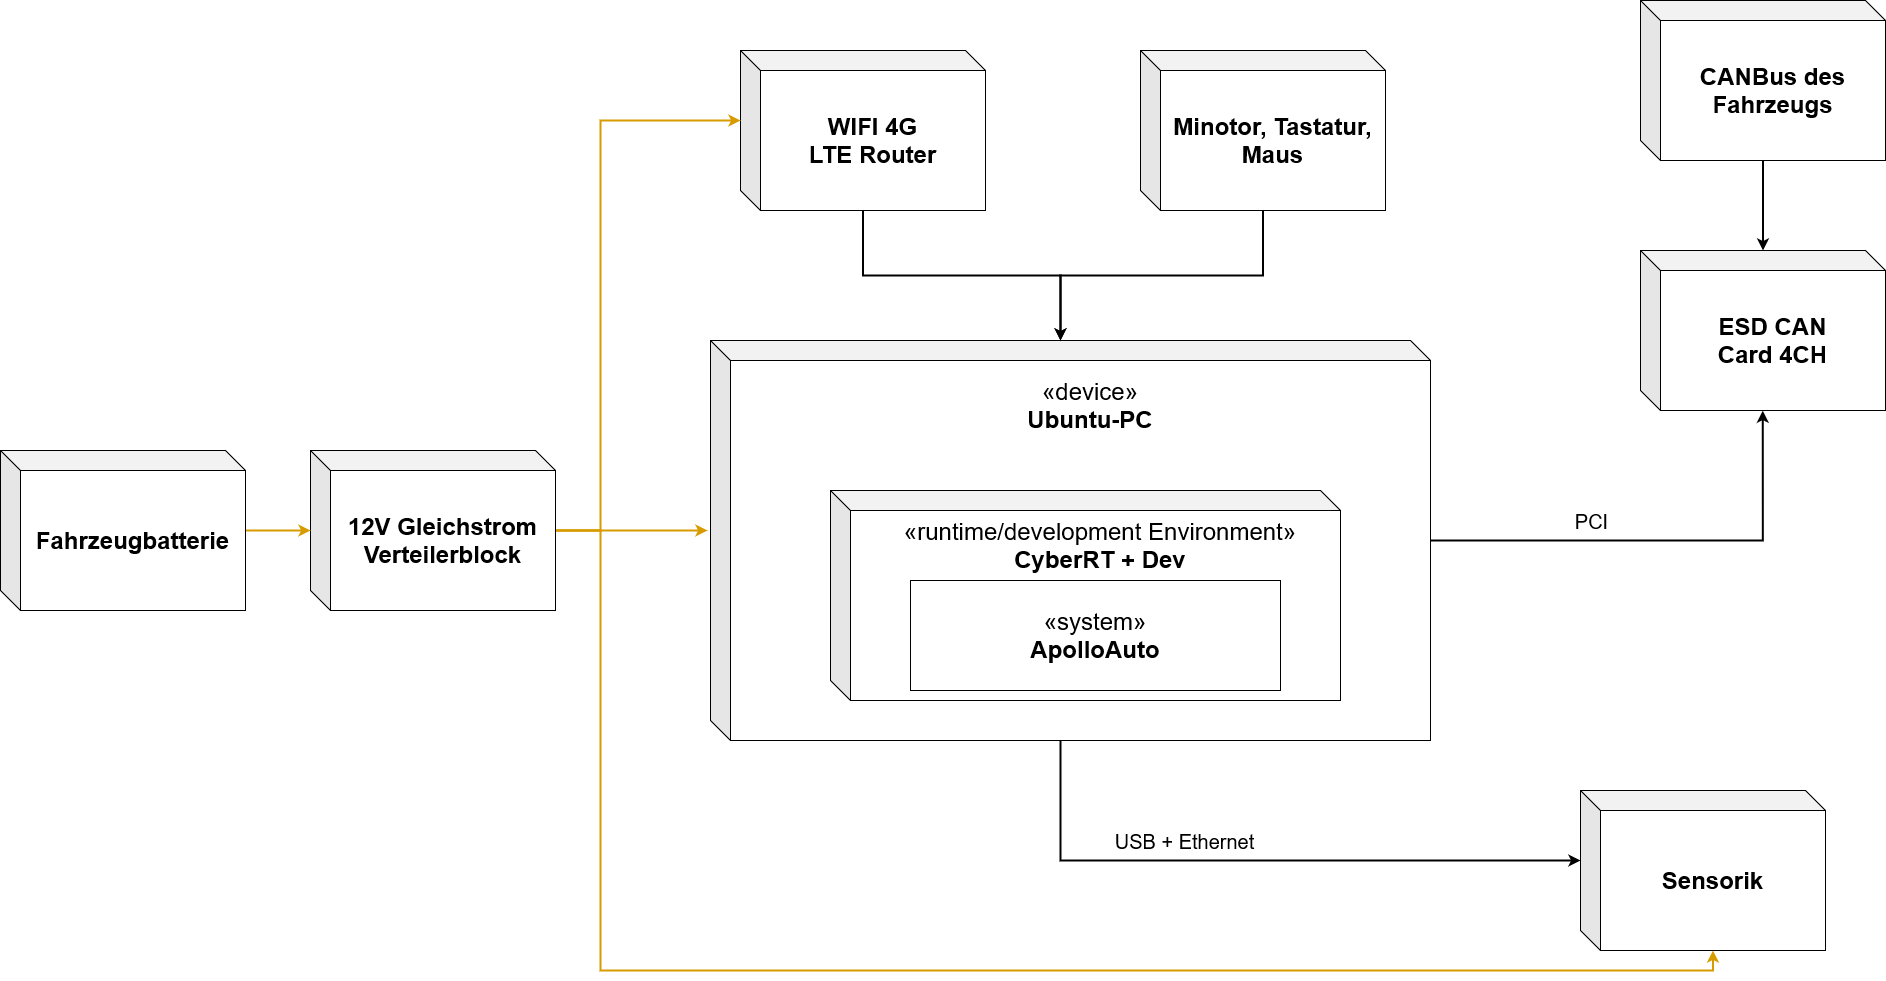 CANBus des
Fahrzeugs
WIFI 4G
LTE Router
Minotor, Tastatur,
Maus
ESD CAN
Card 4CH
«device»
Ubuntu-PC
Fahrzeugbatterie
12V Gleichstrom
Verteilerblock
«runtime/development Environment»
CyberRT + Dev
PCI
«system»
ApolloAuto
USB + Ethernet
Sensorik